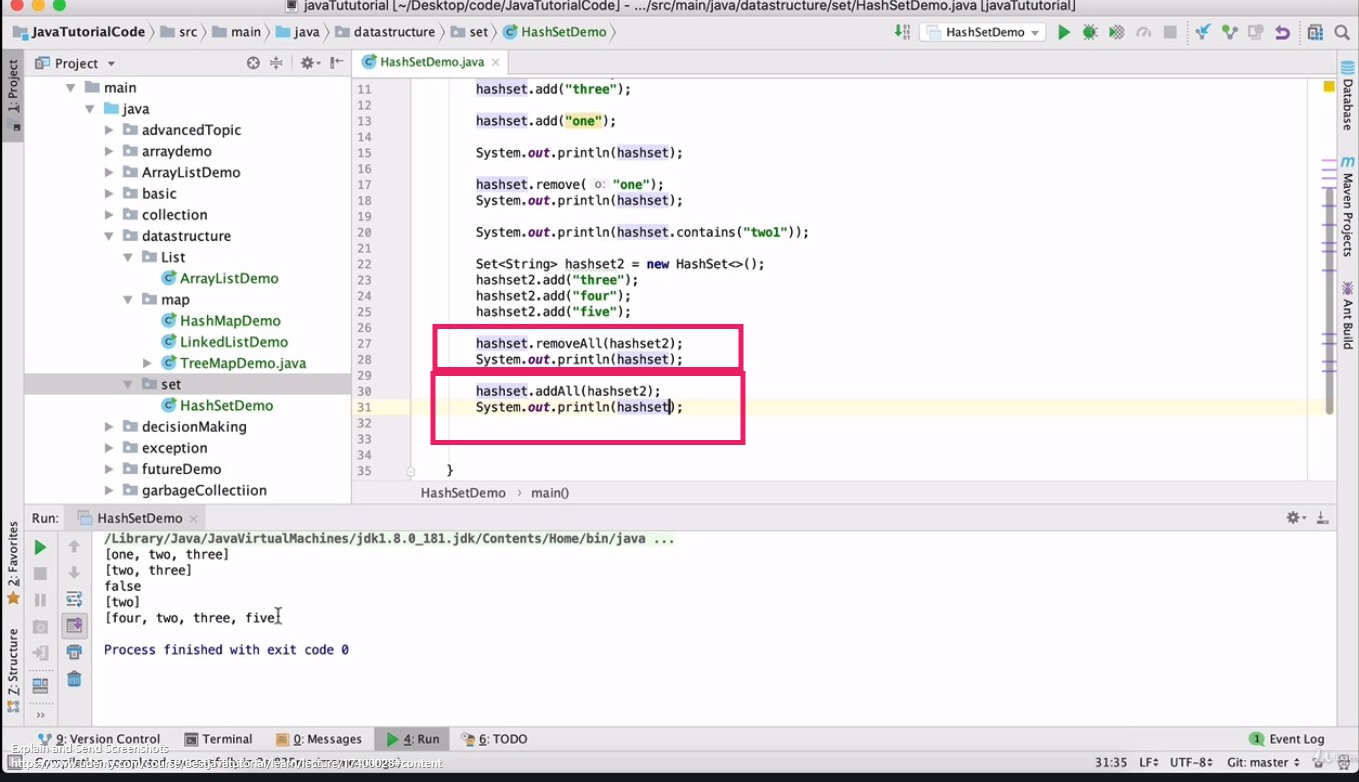 javaTututorial [~/Desktop/code/JavaTutorialCode] - .../src/main/java/datastructure/set/HashSetDemo.java [javaTututorial]
JavaTutorialCode src main java datastructure set HashSetDemo
HashSetDemo
1: Project
Project
HashSetDemo.java
main
java
advancedTopic
arraydemo
ArrayListDemo
basic
collection
datastructure
List
ArrayListDemo
map
HashMapDemo
LinkedListDemo
TreeMapDemo.java
set
HashSetDemo
decisionMaking
exception
futureDemo
garbageCollectiion
11 hashset.add("three");
12
13 hashset.add("one");
14
15 System.out.println(hashset);
16
17 hashset.remove( o: "one");
18 System.out.println(hashset);
19
20 System.out.println(hashset.contains("two1"));
21
22 Set<String> hashset2 = new HashSet<>();
23 hashset2.add("three");
24 hashset2.add("four");
25 hashset2.add("five");
26
27 hashset.removeAll(hashset2);
28 System.out.println(hashset);
29
30 hashset.addAll(hashset2);
31 System.out.println(hashset);
32
33
34
35 }
HashSetDemo › main()
Database
Maven Projects
Ant Build
2: Favorites
Z: Structure
Run: HashSetDemo
/Library/Java/JavaVirtualMachines/jdk1.8.0_181.jdk/Contents/Home/bin/java ...
[one, two, three]
[two, three]
false
[two]
[four, two, three, five]
Process finished with exit code 0
9: Version Control Terminal 0: Messages 4: Run 6: TODO
1 Event Log
Explain and Send Screenshots
31:35 LF UTF-8 Git: master